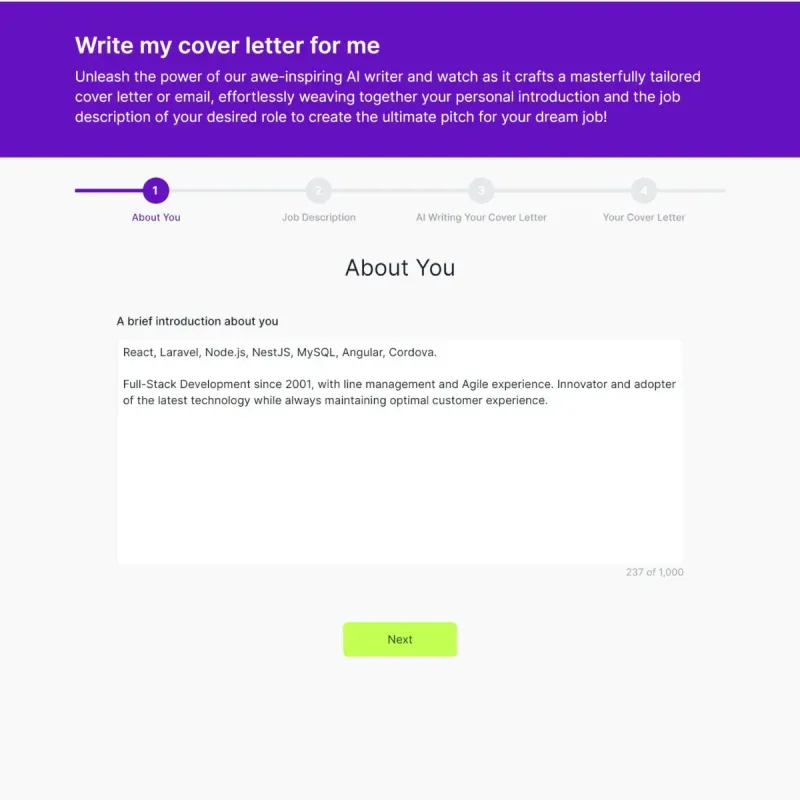 Write my cover letter for me
Unleash the power of our awe-inspiring AI writer and watch as it crafts a masterfully tailored
cover letter or email, effortlessly weaving together your personal introduction and the job
description of your desired role to create the ultimate pitch for your dream job!
1
2
3
4
About You
Job Description
AI Writing Your Cover Letter
Your Cover Letter
About You
A brief introduction about you
React, Laravel, Node.js, NestJS, MySQL, Angular, Cordova.
Full-Stack Development since 2001, with line management and Agile experience. Innovator and adopter
of the latest technology while always maintaining optimal customer experience.
237 of 1,000
Next